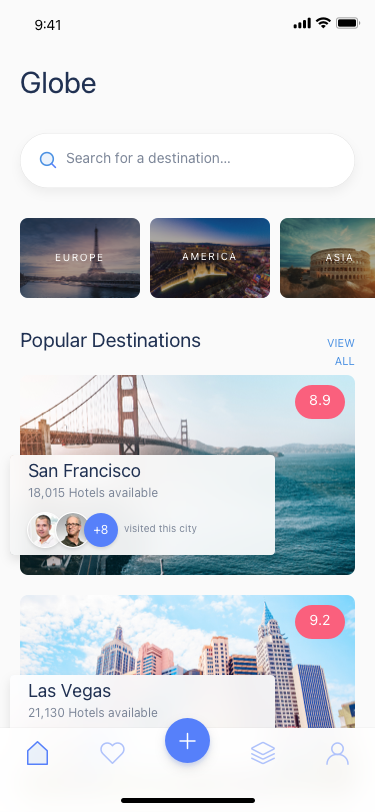 9:41
Globe
Search for a destination...
EUROPE
AMERICA
ASIA
Popular Destinations
VIEW
ALL
8.9
San Francisco
18,015 Hotels available
+8 visited this city
9.2
Las Vegas
21,130 Hotels available